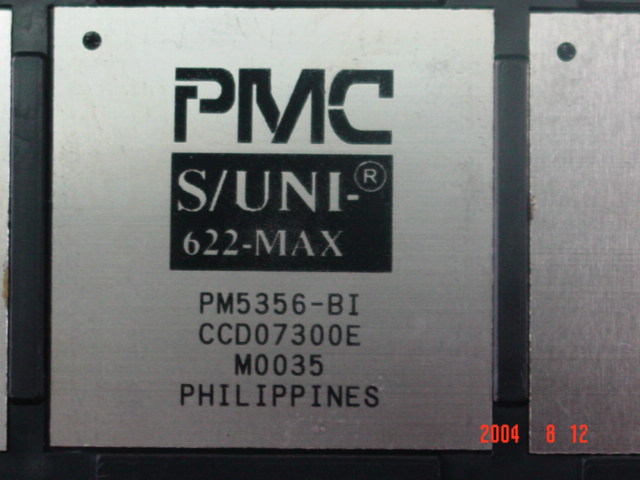 PMC
S/UNI-®
622-MAX
PM5356-BI
CCD07300E
M0035
PHILIPPINES
2004 8 12